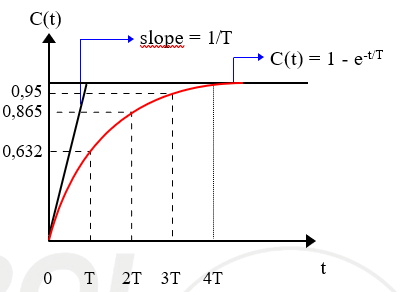 C(t)
slope = 1/T
C(t) = 1 - e-t/T
0,95
0,865
0,632
0 T 2T 3T 4T
t